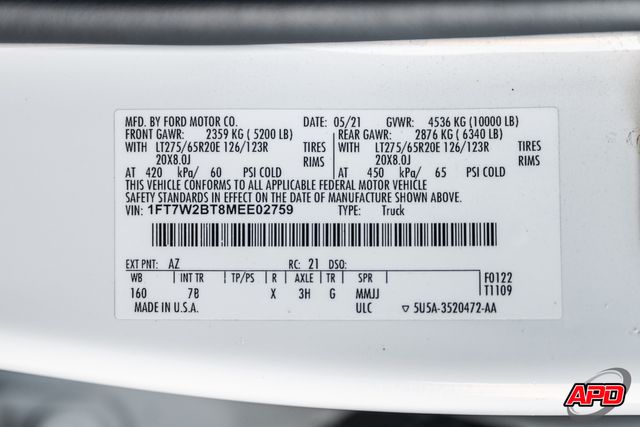 MFD. BY FORD MOTOR CO. DATE: 05/21 GVWR: 4536 KG (10000 LB)
FRONT GAWR: 2359 KG ( 5200 LB) REAR GAWR: 2876 KG ( 6340 LB)
WITH LT275/65R20E 126/123R TIRES WITH LT275/65R20E 126/123R TIRES
20X8.0J RIMS 20X8.0J RIMS
AT 420 kPa/ 60 PSI COLD AT 450 kPa/ 65 PSI COLD
THIS VEHICLE CONFORMS TO ALL APPLICABLE FEDERAL MOTOR VEHICLE
SAFETY STANDARDS IN EFFECT ON THE DATE OF MANUFACTURE SHOWN ABOVE.
VIN: 1FT7W2BT8MEE02759 TYPE: Truck
EXT PNT: AZ RC: 21 DSO:
WB INT TR TP/PS R AXLE TR SPR F0122
160 7B X 3H G MMJJ T1109
MADE IN U.S.A. ULC ▽ 5U5A-3520472-AA
APD